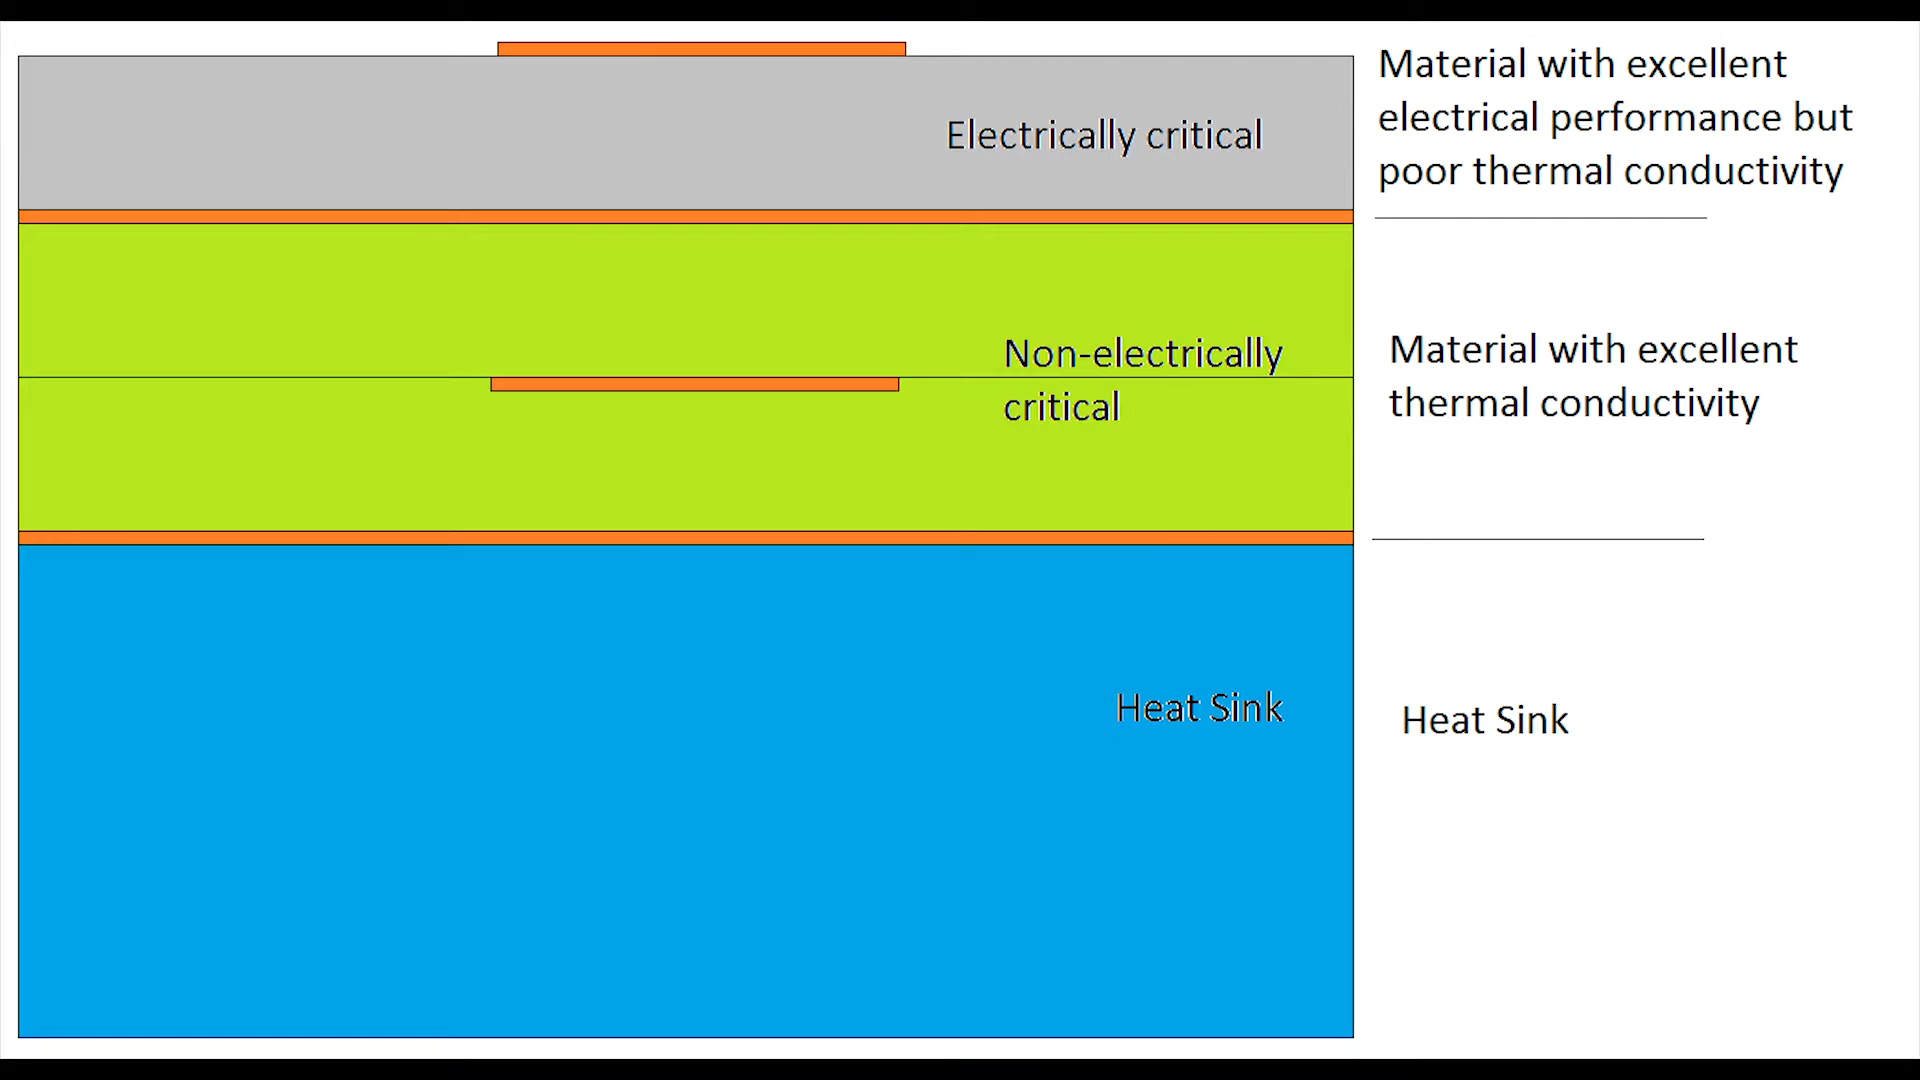 Material with excellent
electrical performance but
poor thermal conductivity
Electrically critical
Non-electrically
critical
Material with excellent
thermal conductivity
Heat Sink
Heat Sink